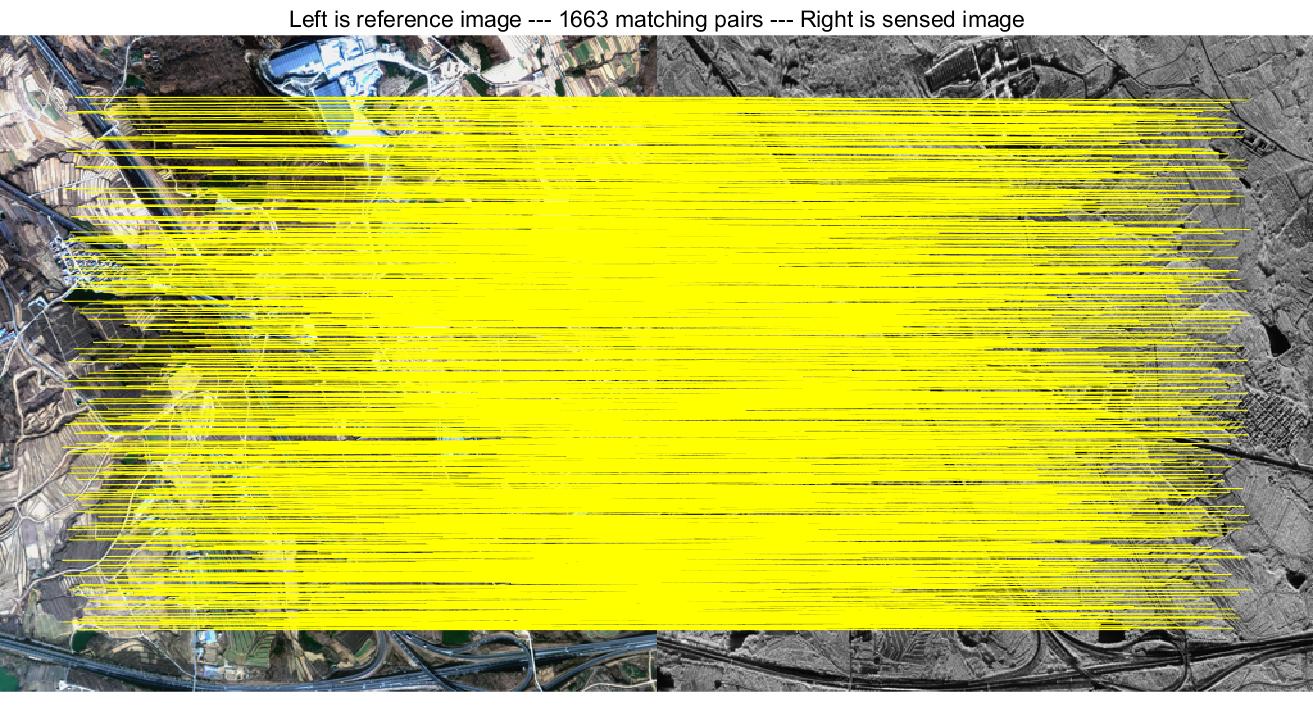 Left is reference image --- 1663 matching pairs --- Right is sensed image